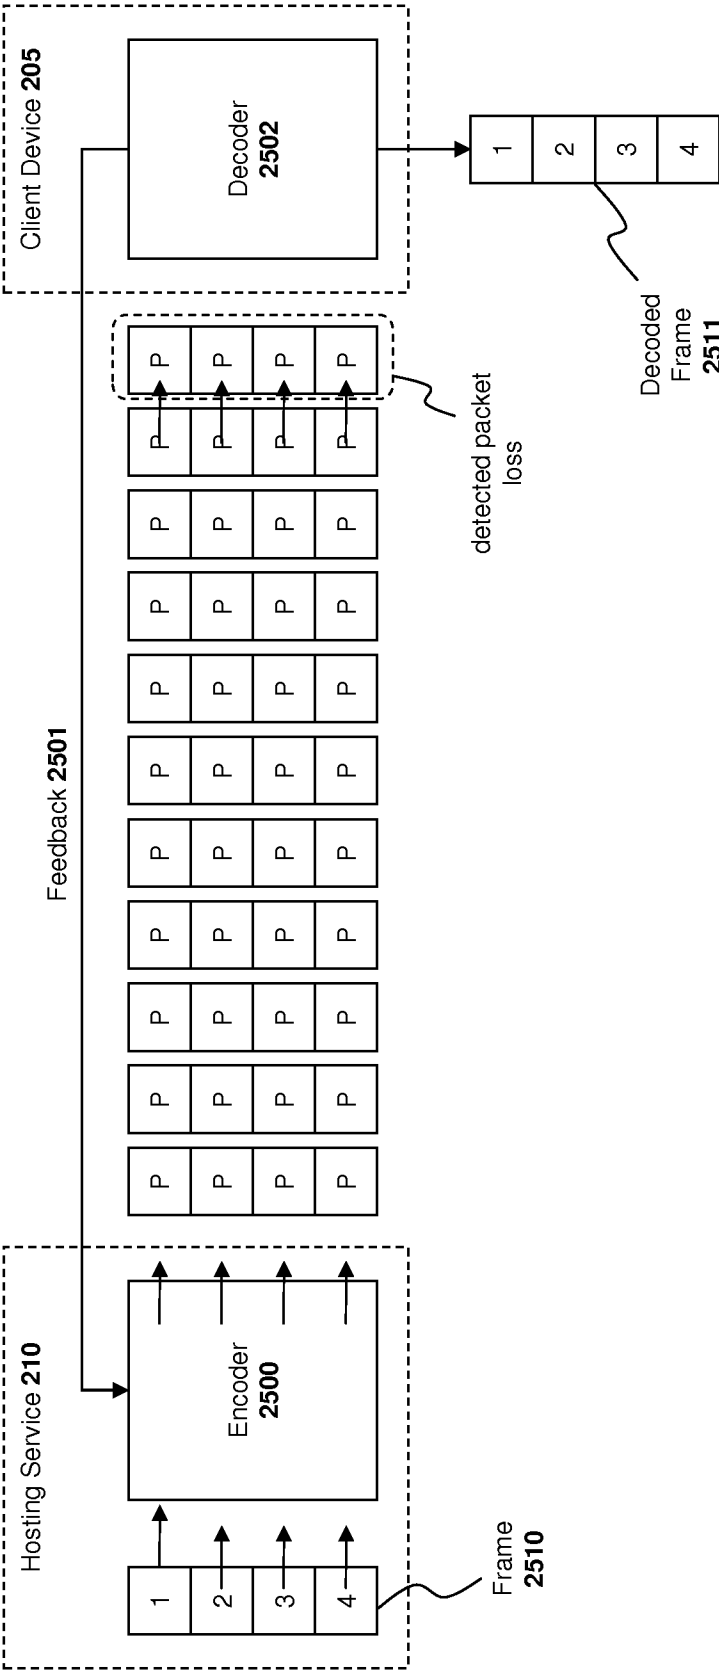 Hosting Service 210
Feedback 2501
Client Device 205
1
2
3
4
Encoder
2500
P P P P P P P P P P P
P P P P P P P P P P P
P P P P P P P P P P P
P P P P P P P P P P P
Decoder
2502
Frame
2510
detected packet
loss
1
2
3
4
Decoded
Frame
2511